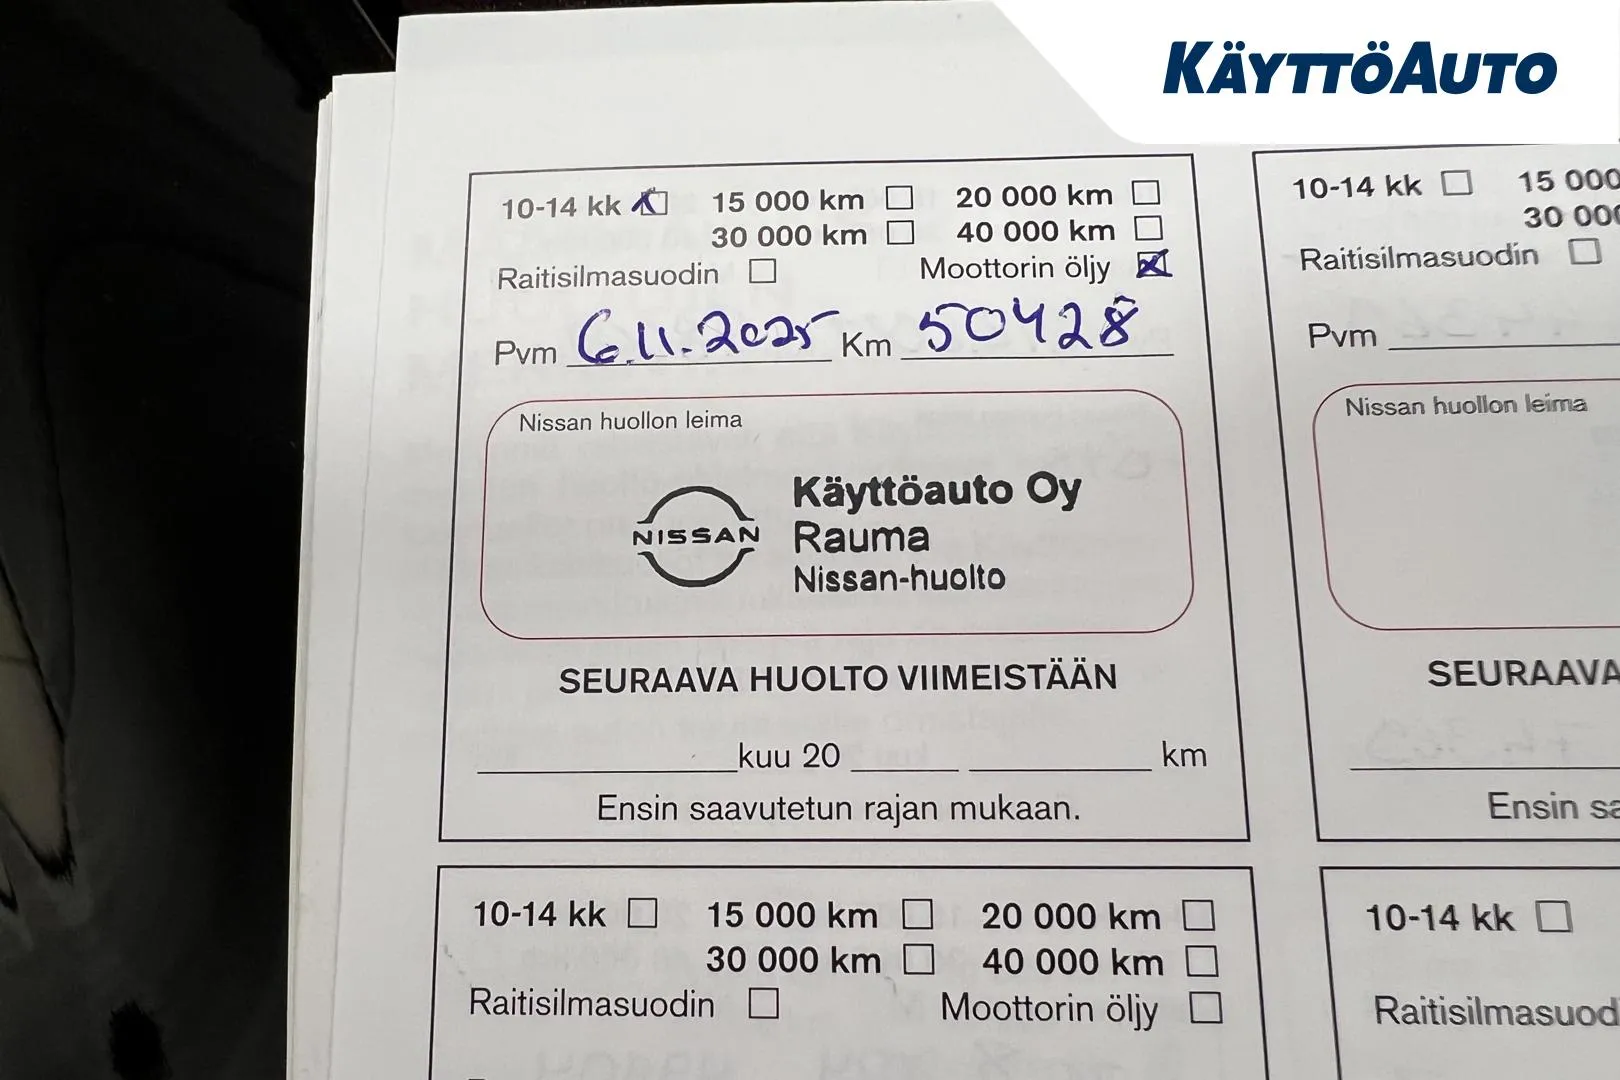 KÄYTTÖAUTO
10-14 kk 15 000 km 20 000 km
30 000 km 40 000 km
Raitisilmasuodin Moottorin öljy
Pvm 6.11.2025 Km 50428
Nissan huollon leima
NISSAN
Käyttöauto Oy
Rauma
Nissan-huolto
SEURAAVA HUOLTO VIIMEISTÄÄN
kuu 20 km
Ensin saavutetun rajan mukaan.
10-14 kk 15 000
30 000
Raitisilmasuodin
Pvm
Nissan huollon leima
SEURAAVA
Ensin sa
10-14 kk 15 000 km 20 000 km
30 000 km 40 000 km
Raitisilmasuodin Moottorin öljy
10-14 kk
Raitisilmasuod